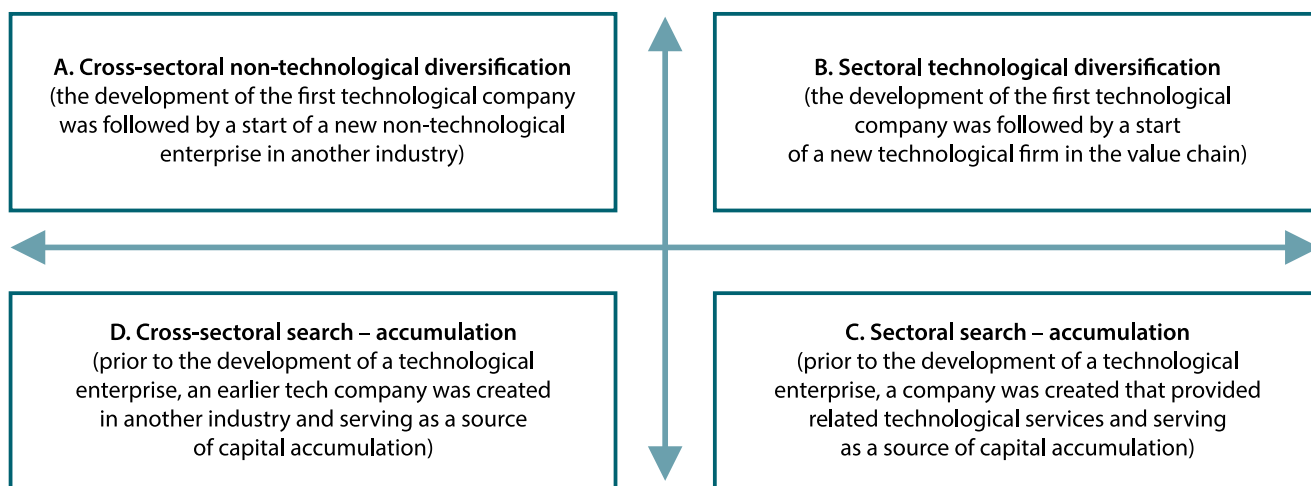 A. Cross-sectoral non-technological diversification
(the development of the first technological company
was followed by a start of a new non-technological
enterprise in another industry)
B. Sectoral technological diversification
(the development of the first technological
company was followed by a start
of a new technological firm in the value chain)
D. Cross-sectoral search – accumulation
(prior to the development of a technological
enterprise, an earlier tech company was created
in another industry and serving as a source
of capital accumulation)
C. Sectoral search – accumulation
(prior to the development of a technological
enterprise, a company was created that provided
related technological services and serving
as a source of capital accumulation)